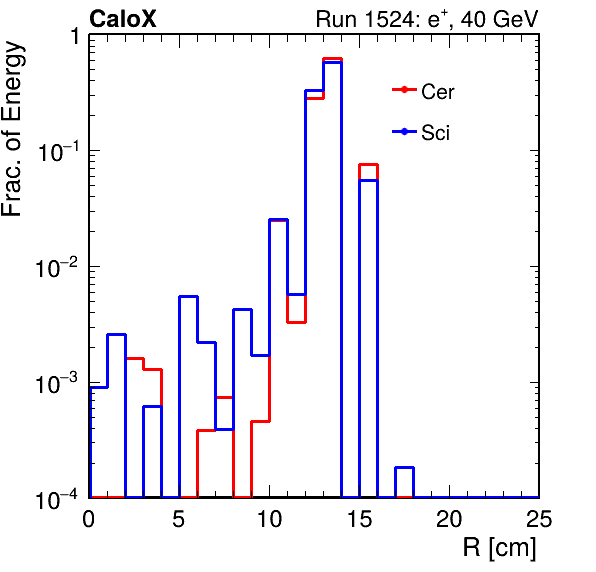 CaloX Run 1524: e⁺, 40 GeV
Frac. of Energy
1
10⁻¹
10⁻²
10⁻³
10⁻⁴
Cer
Sci
0 5 10 15 20 25
R [cm]